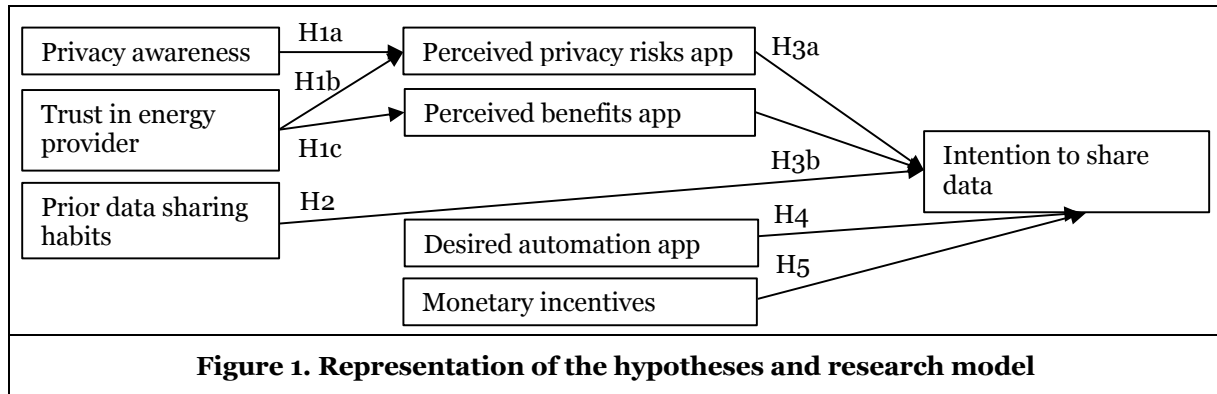 Privacy awareness
H1a
Perceived privacy risks app
H3a
H1b
Trust in energy
provider
Perceived benefits app
H1c
Intention to share
data
H3b
Prior data sharing
habits
H2
Desired automation app
H4
H5
Monetary incentives
Figure 1. Representation of the hypotheses and research model